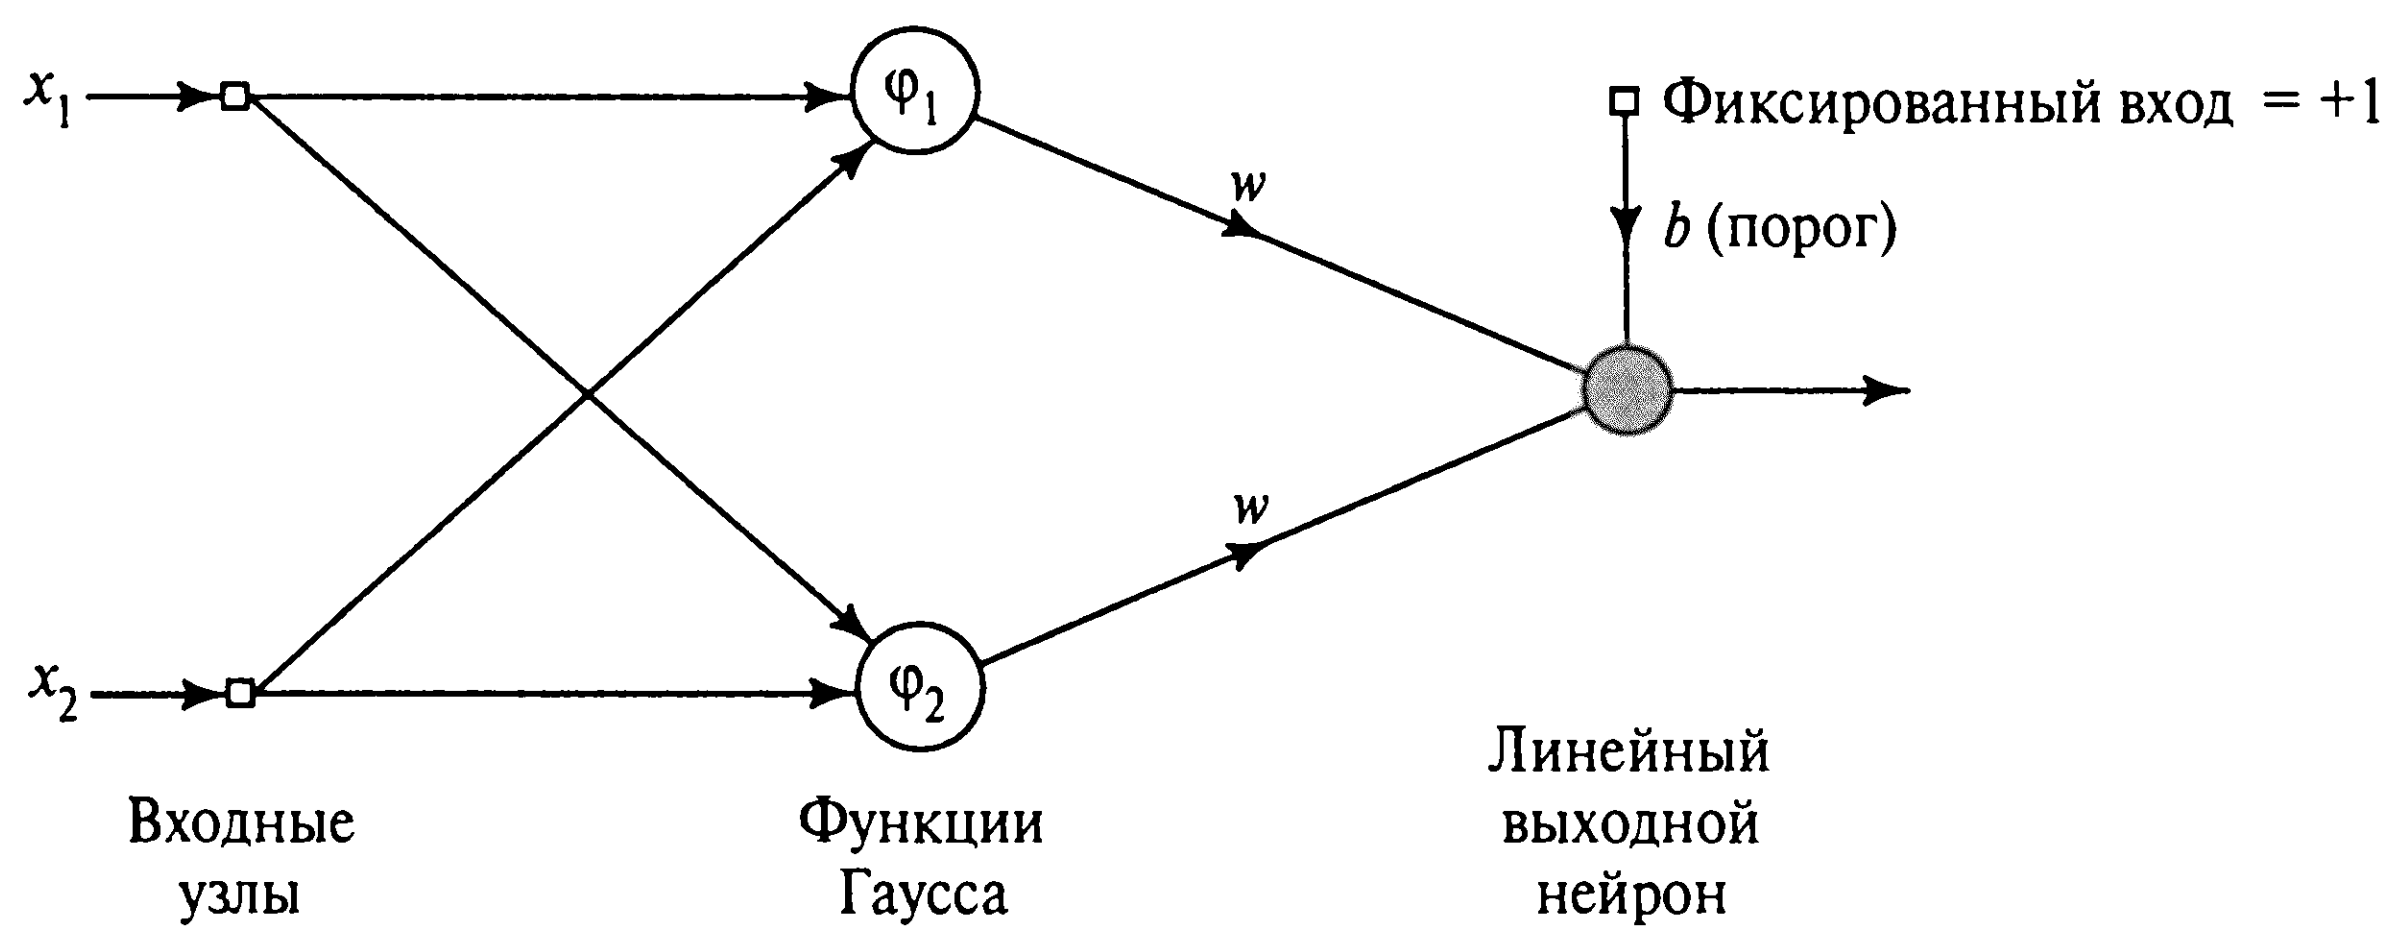 x1
φ1
Фиксированный вход = +1
w
b (порог)
w
x2
φ2
Входные
узлы
Функции
Гаусса
Линейный
выходной
нейрон